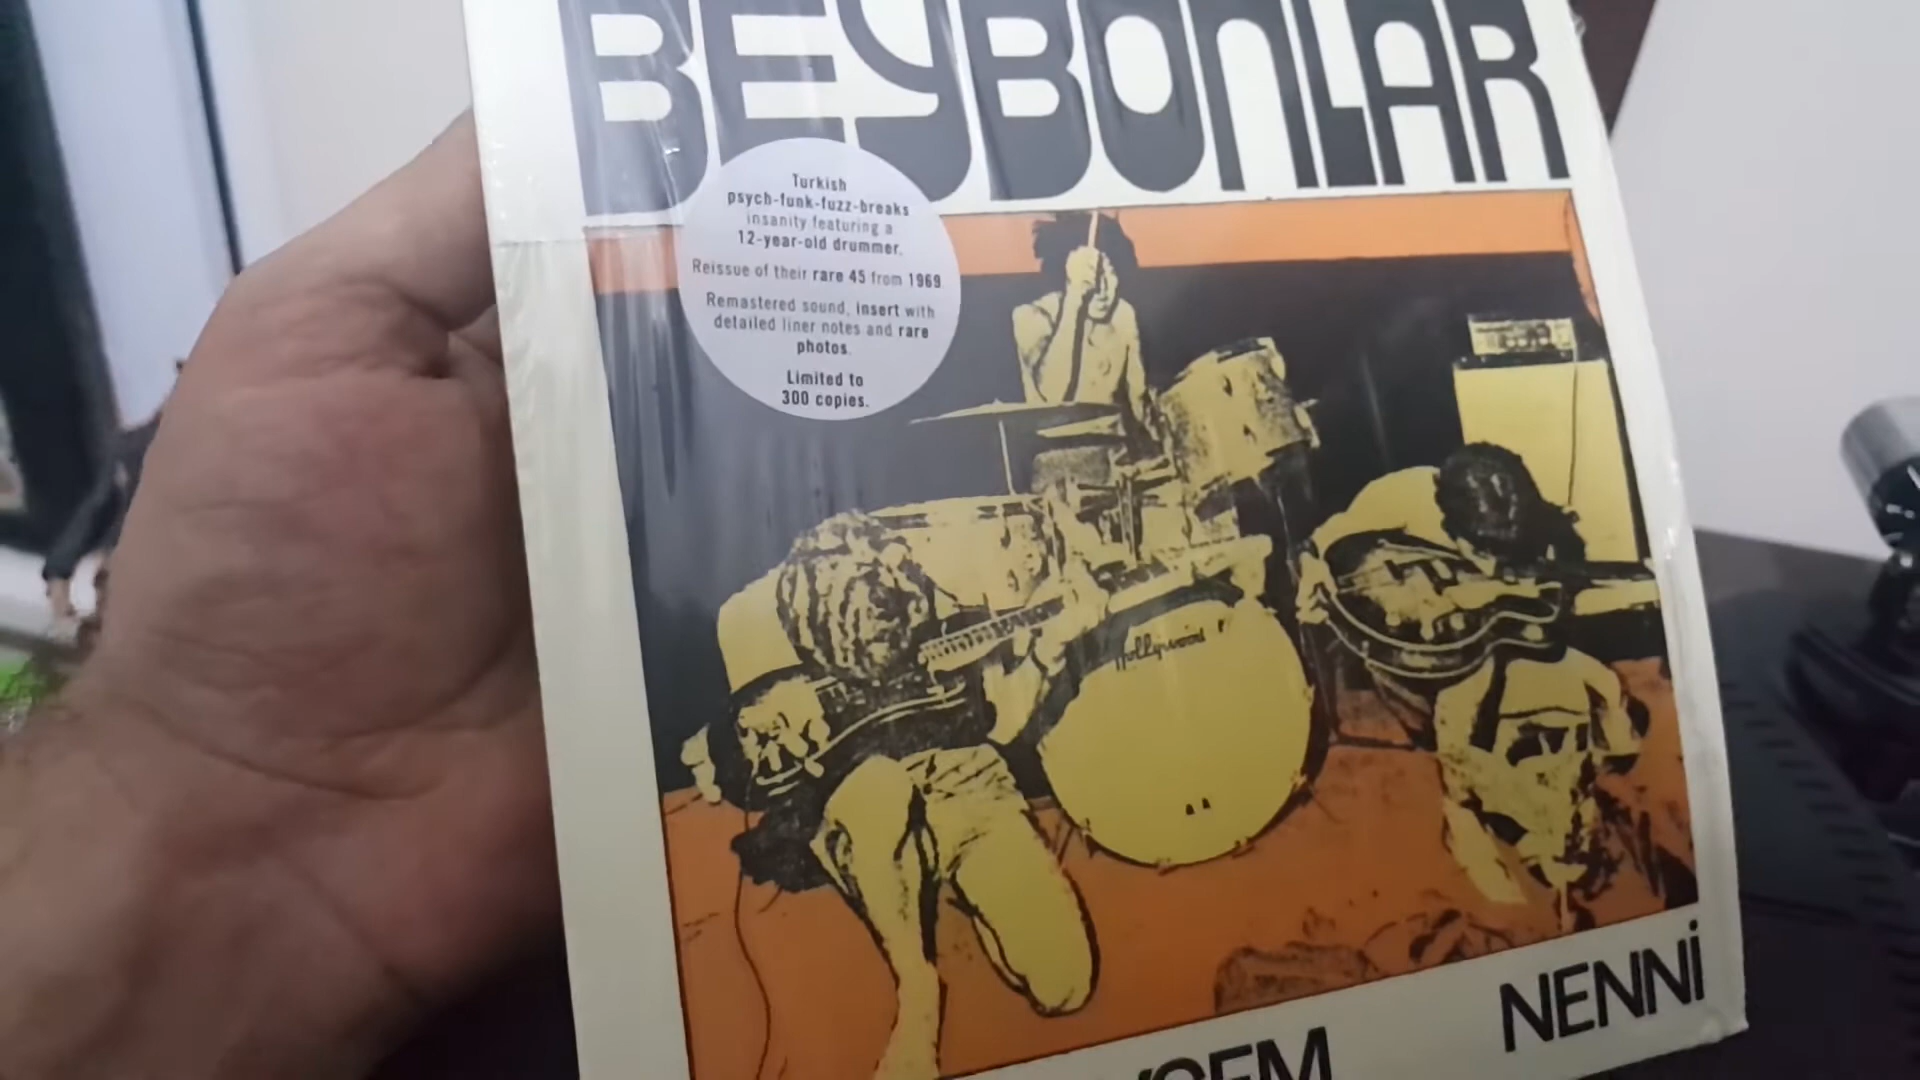 BEYBONLAR
Turkish
psych-funk-fuzz-breaks
insanity featuring a
12-year-old drummer.
Reissue of their rare 45 from 1969
Remastered sound, insert with
detailed liner notes and rare
photos.
Limited to
300 copies.
Hollywood
NENNİ